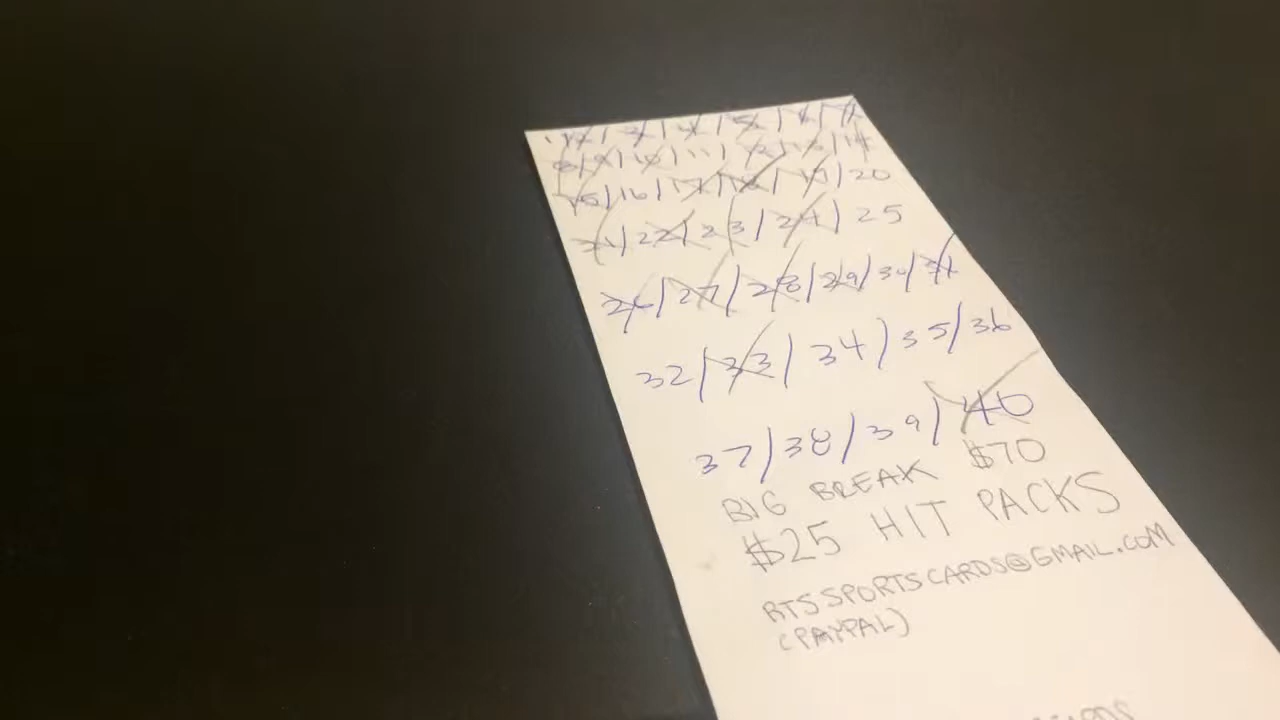 1/2/3/4/5/6/7
8/9/10/11/12/13/14
15/16/17/18/19/20
21/22/23/24/25
26/27/28/29/30/31
32/33/34/35/36
37/38/39/40
BIG BREAK $70
$25 HIT PACKS
RTSSPORTSCARDS@GMAIL.COM
(PAYPAL)